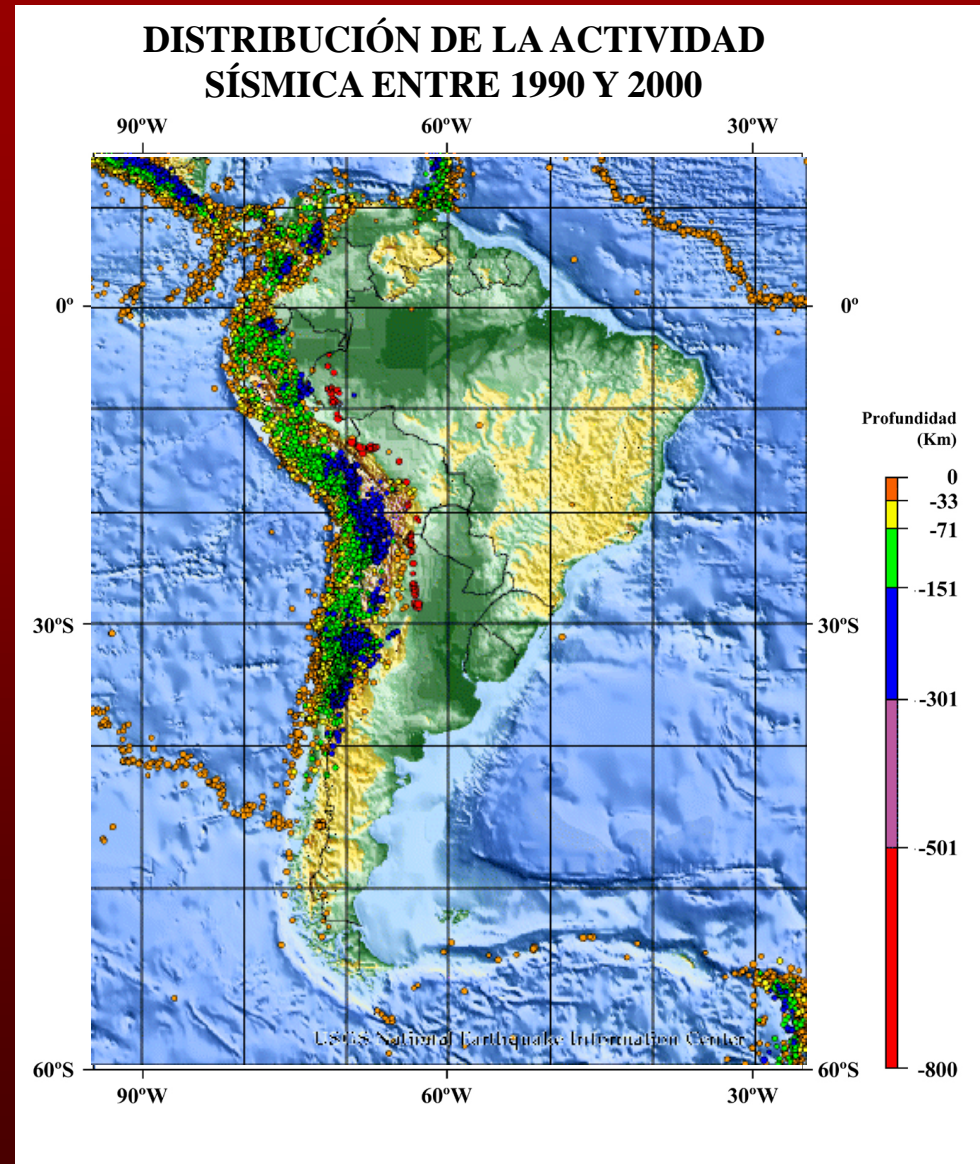 DISTRIBUCIÓN DE LA ACTIVIDAD
SÍSMICA ENTRE 1990 Y 2000
90ºW 60ºW 30ºW
0º 0º
Profundidad
(Km)
0
-33
-71
-151
30ºS 30ºS
-301
-501
USGS National Earthquake Information Center
60ºS 60ºS -800
90ºW 60ºW 30ºW